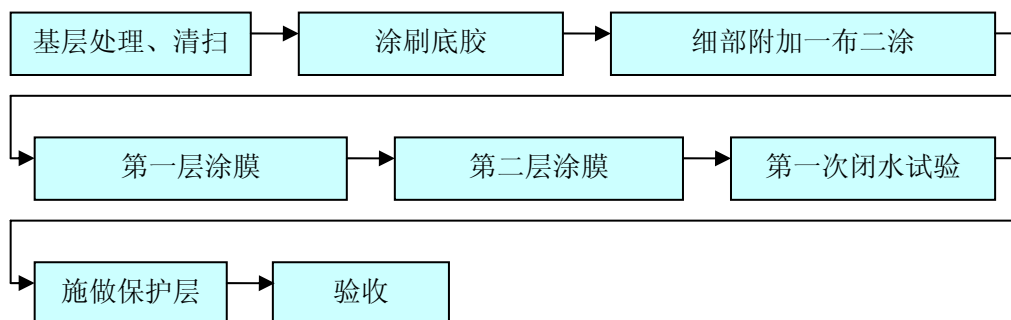 基层处理、清扫
涂刷底胶
细部附加一布二涂
第一层涂膜
第二层涂膜
第一次闭水试验
施做保护层
验收